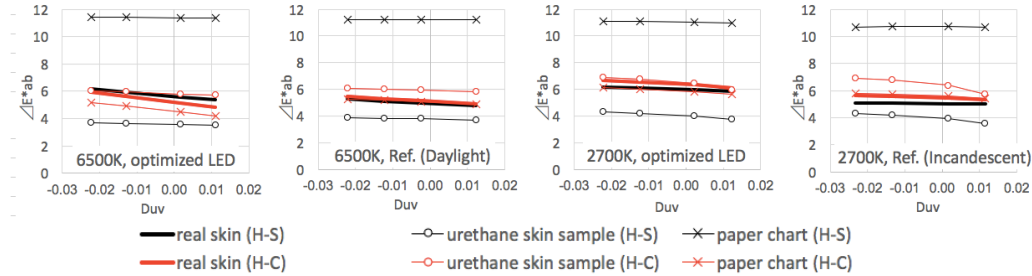 12 12 12 12
10 10 10 10
8 8 8 8
⊿E*ab ⊿E*ab ⊿E*ab ⊿E*ab
6 6 6 6
4 4 4 4
2 2 2 2
6500K, optimized LED 6500K, Ref. (Daylight) 2700K, optimized LED 2700K, Ref. (Incandescent)
0 0 0 0
-0.03 -0.02 -0.01 0.00 0.01 0.02 -0.03 -0.02 -0.01 0.00 0.01 0.02 -0.03 -0.02 -0.01 0.00 0.01 0.02 -0.03 -0.02 -0.01 0.00 0.01 0.02
Duv Duv Duv Duv
real skin (H-S) urethane skin sample (H-S) paper chart (H-S)
real skin (H-C) urethane skin sample (H-C) paper chart (H-C)